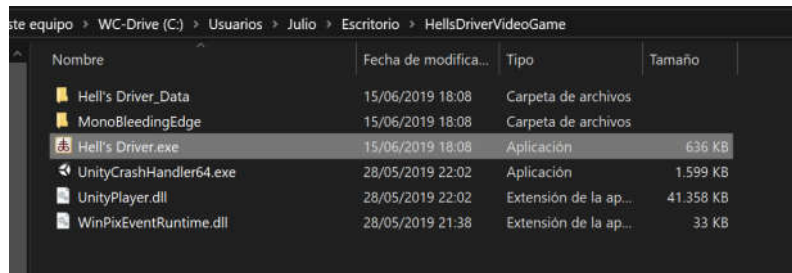 ste equipo > WC-Drive (C:) > Usuarios > Julio > Escritorio > HellsDriverVideoGame
Nombre Fecha de modifica... Tipo Tamaño
Hell's Driver_Data 15/06/2019 18:08 Carpeta de archivos
MonoBleedingEdge 15/06/2019 18:08 Carpeta de archivos
Hell's Driver.exe 15/06/2019 18:08 Aplicación 636 KB
UnityCrashHandler64.exe 28/05/2019 22:02 Aplicación 1.599 KB
UnityPlayer.dll 28/05/2019 22:02 Extensión de la ap... 41.358 KB
WinPixEventRuntime.dll 28/05/2019 21:38 Extensión de la ap... 33 KB